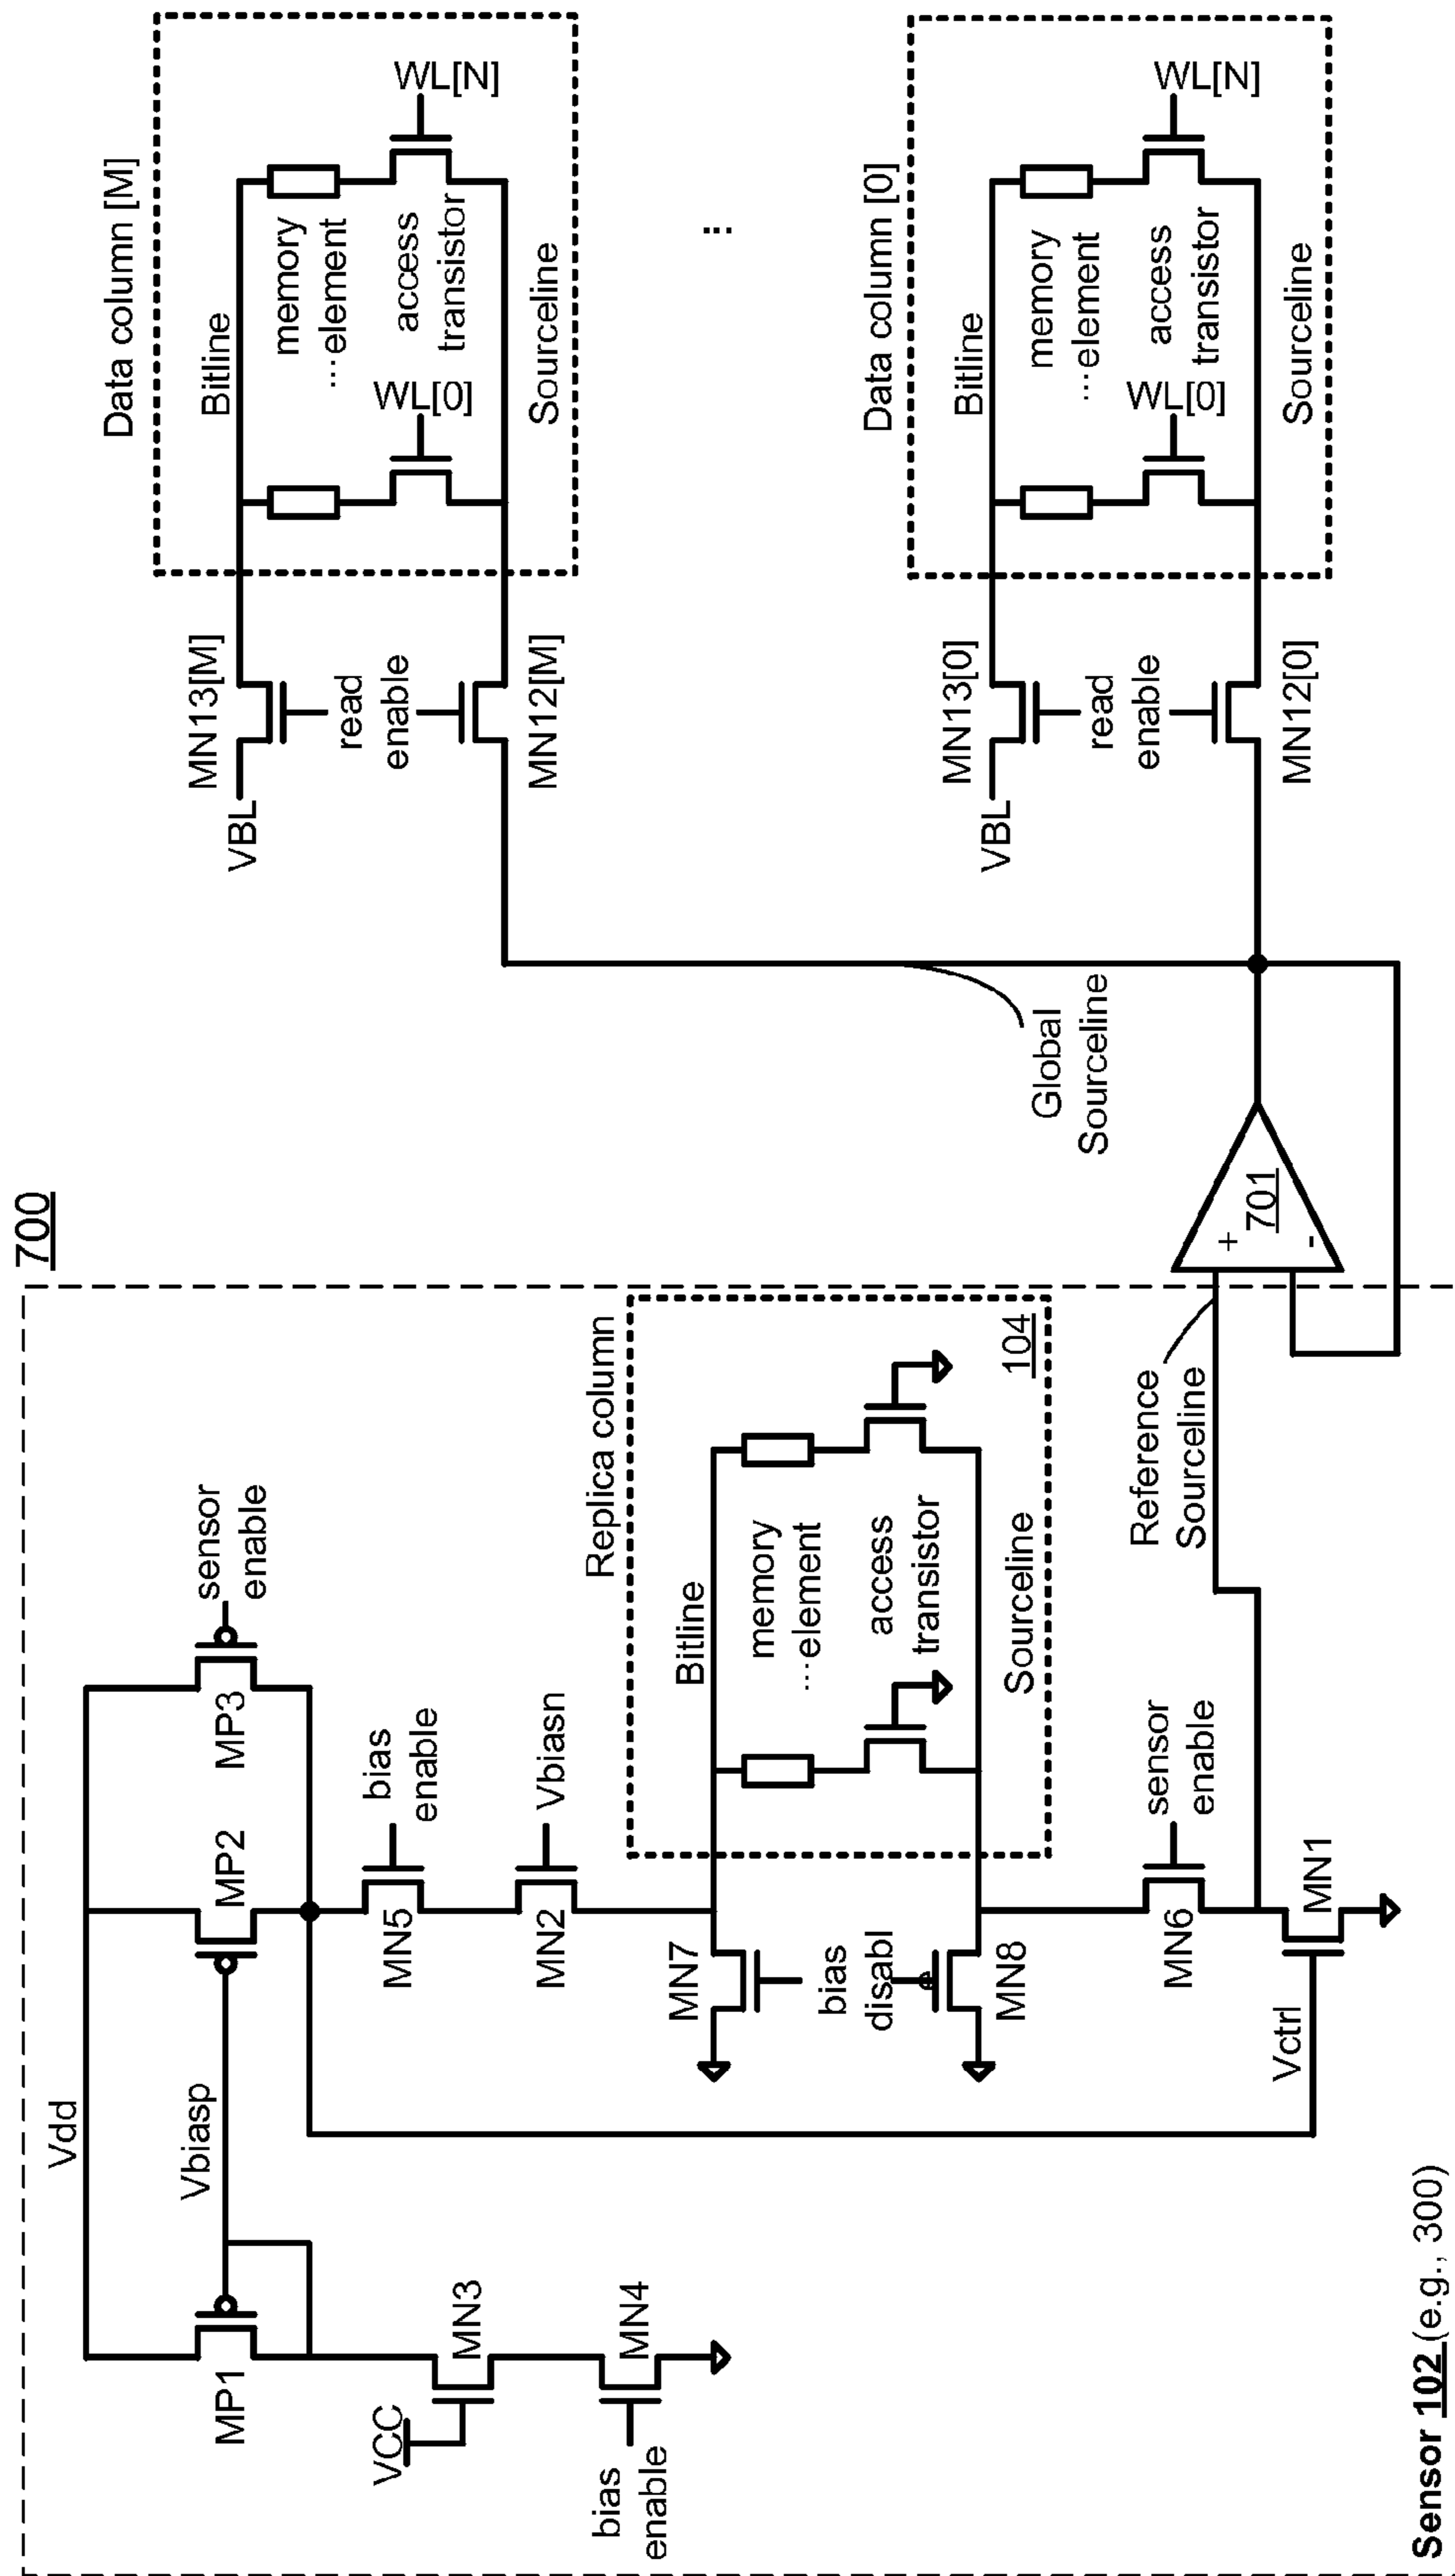 700
Vdd
Vbiasp
MP1
MP2
MP3
sensor
enable
VCC
MN3
MN4
bias
enable
bias
enable
MN5
Vbiasn
MN2
Replica column
Bitline
memory
...element
access
transistor
Sourceline
104
MN7
bias
disabl
MN8
sensor
enable
MN6
Vctrl
MN1
Reference
Sourceline
Sensor 102 (e.g., 300)
+
-
701
Global
Sourceline
Data column [M]
MN13[M]
VBL
read
enable
MN12[M]
Bitline
memory
...element
WL[0]
access
transistor
WL[N]
Sourceline
...
Data column [0]
MN13[0]
VBL
read
enable
MN12[0]
Bitline
memory
...element
WL[0]
access
transistor
WL[N]
Sourceline